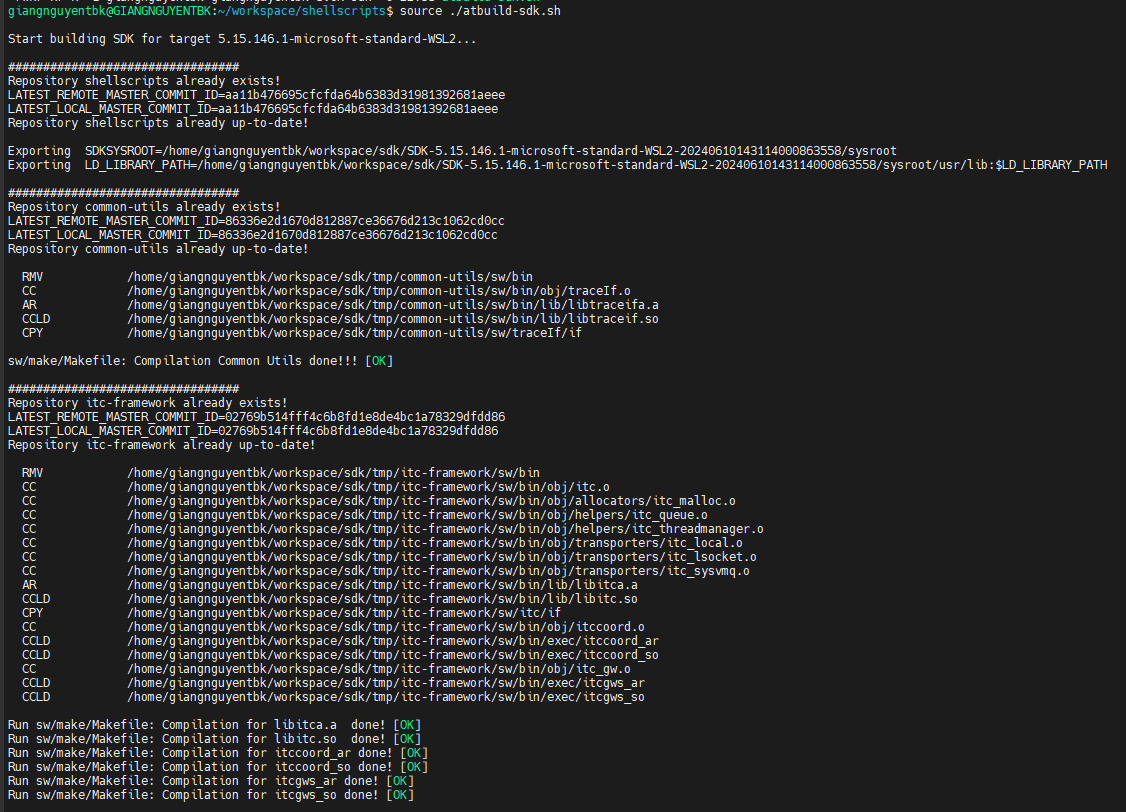 giangnguyentbk@GIANGNGUYENTBK:~/workspace/shellscripts$ source ./atbuild-sdk.sh
Start building SDK for target 5.15.146.1-microsoft-standard-WSL2...
#################################
Repository shellscripts already exists!
LATEST_REMOTE_MASTER_COMMIT_ID=aa11b476695cfcfda64b6383d31981392681aeee
LATEST_LOCAL_MASTER_COMMIT_ID=aa11b476695cfcfda64b6383d31981392681aeee
Repository shellscripts already up-to-date!
Exporting  SDKSYSROOT=/home/giangnguyentbk/workspace/sdk/SDK-5.15.146.1-microsoft-standard-WSL2-20240610143114000863558/sysroot
Exporting  LD_LIBRARY_PATH=/home/giangnguyentbk/workspace/sdk/SDK-5.15.146.1-microsoft-standard-WSL2-20240610143114000863558/sysroot/usr/lib:$LD_LIBRARY_PATH
#################################
Repository common-utils already exists!
LATEST_REMOTE_MASTER_COMMIT_ID=86336e2d1670d812887ce36676d213c1062cd0cc
LATEST_LOCAL_MASTER_COMMIT_ID=86336e2d1670d812887ce36676d213c1062cd0cc
Repository common-utils already up-to-date!
RMV /home/giangnguyentbk/workspace/sdk/tmp/common-utils/sw/bin
CC /home/giangnguyentbk/workspace/sdk/tmp/common-utils/sw/bin/obj/traceIf.o
AR /home/giangnguyentbk/workspace/sdk/tmp/common-utils/sw/bin/lib/libtraceifa.a
CCLD /home/giangnguyentbk/workspace/sdk/tmp/common-utils/sw/bin/lib/libtraceif.so
CPY /home/giangnguyentbk/workspace/sdk/tmp/common-utils/sw/traceIf/if
sw/make/Makefile: Compilation Common Utils done!!! [OK]
#################################
Repository itc-framework already exists!
LATEST_REMOTE_MASTER_COMMIT_ID=02769b514fff4c6b8fd1e8de4bc1a78329dfdd86
LATEST_LOCAL_MASTER_COMMIT_ID=02769b514fff4c6b8fd1e8de4bc1a78329dfdd86
Repository itc-framework already up-to-date!
RMV /home/giangnguyentbk/workspace/sdk/tmp/itc-framework/sw/bin
CC /home/giangnguyentbk/workspace/sdk/tmp/itc-framework/sw/bin/obj/itc.o
CC /home/giangnguyentbk/workspace/sdk/tmp/itc-framework/sw/bin/obj/allocators/itc_malloc.o
CC /home/giangnguyentbk/workspace/sdk/tmp/itc-framework/sw/bin/obj/helpers/itc_queue.o
CC /home/giangnguyentbk/workspace/sdk/tmp/itc-framework/sw/bin/obj/helpers/itc_threadmanager.o
CC /home/giangnguyentbk/workspace/sdk/tmp/itc-framework/sw/bin/obj/transporters/itc_local.o
CC /home/giangnguyentbk/workspace/sdk/tmp/itc-framework/sw/bin/obj/transporters/itc_lsocket.o
CC /home/giangnguyentbk/workspace/sdk/tmp/itc-framework/sw/bin/obj/transporters/itc_sysvmq.o
AR /home/giangnguyentbk/workspace/sdk/tmp/itc-framework/sw/bin/lib/libitca.a
CCLD /home/giangnguyentbk/workspace/sdk/tmp/itc-framework/sw/bin/lib/libitc.so
CPY /home/giangnguyentbk/workspace/sdk/tmp/itc-framework/sw/itc/if
CC /home/giangnguyentbk/workspace/sdk/tmp/itc-framework/sw/bin/obj/itccoord.o
CCLD /home/giangnguyentbk/workspace/sdk/tmp/itc-framework/sw/bin/exec/itccoord_ar
CCLD /home/giangnguyentbk/workspace/sdk/tmp/itc-framework/sw/bin/exec/itccoord_so
CC /home/giangnguyentbk/workspace/sdk/tmp/itc-framework/sw/bin/obj/itc_gw.o
CCLD /home/giangnguyentbk/workspace/sdk/tmp/itc-framework/sw/bin/exec/itcgws_ar
CCLD /home/giangnguyentbk/workspace/sdk/tmp/itc-framework/sw/bin/exec/itcgws_so
Run sw/make/Makefile: Compilation for libitca.a  done! [OK]
Run sw/make/Makefile: Compilation for libitc.so  done! [OK]
Run sw/make/Makefile: Compilation for itccoord_ar done! [OK]
Run sw/make/Makefile: Compilation for itccoord_so done! [OK]
Run sw/make/Makefile: Compilation for itcgws_ar done! [OK]
Run sw/make/Makefile: Compilation for itcgws_so done! [OK]